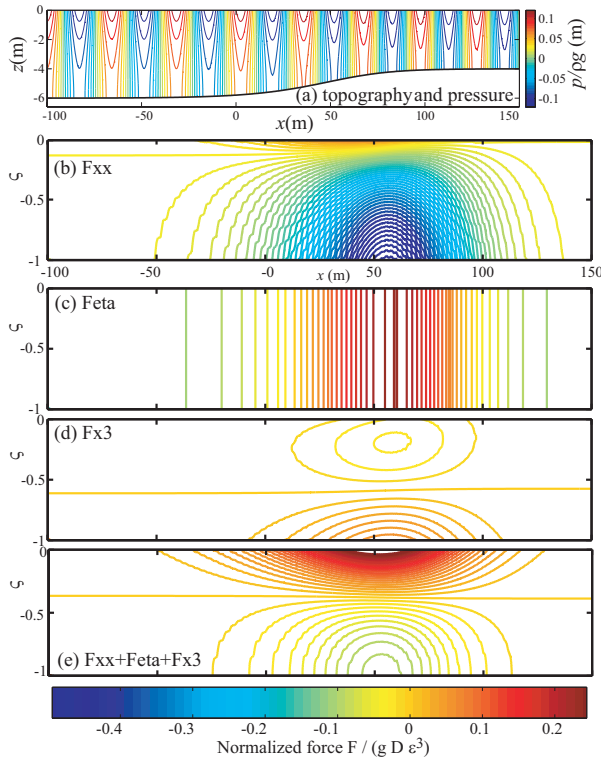 0
-2
-4
-6
z(m)
-100
-50
0
50
100
150
x(m)
(a) topography and pressure
0.1
0.05
0
-0.05
-0.1
p/ρg (m)
0
-0.5
-1
ς
(b) Fxx
-100
-50
-0
50
100
150
x (m)
0
-0.5
-1
ς
(c) Feta
0
-0.5
-1
ς
(d) Fx3
0
-0.5
-1
ς
(e) Fxx+Feta+Fx3
-0.4
-0.3
-0.2
-0.1
0
0.1
0.2
Normalized force F / (g D ε³)